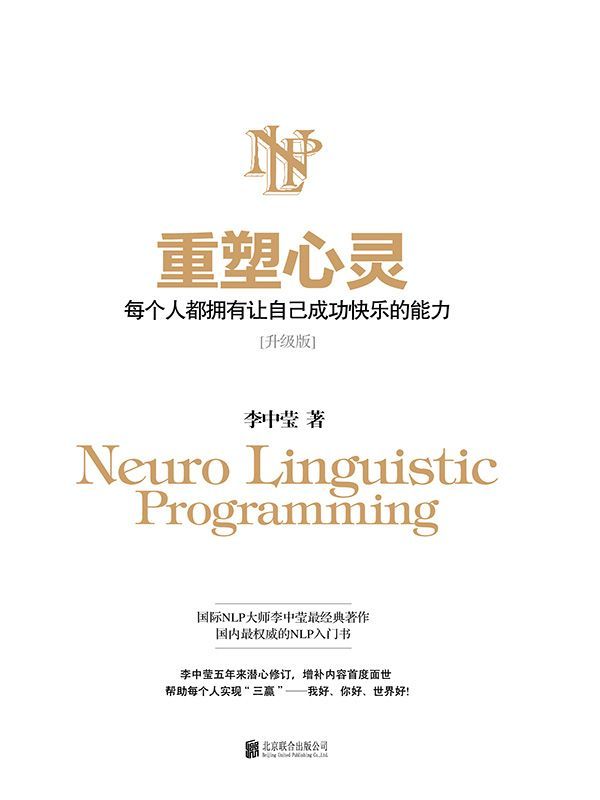 NLP
重塑心灵
每个人都拥有让自己成功快乐的能力
[升级版]
李中莹 著
Neuro Linguistic
Programming
国际NLP大师李中莹最经典著作
国内最权威的NLP入门书
李中莹五年来潜心修订，增补内容首度面世
帮助每个人实现“三赢”——我好、你好、世界好！
北京联合出版公司
Beijing United Publishing Co.,Ltd.